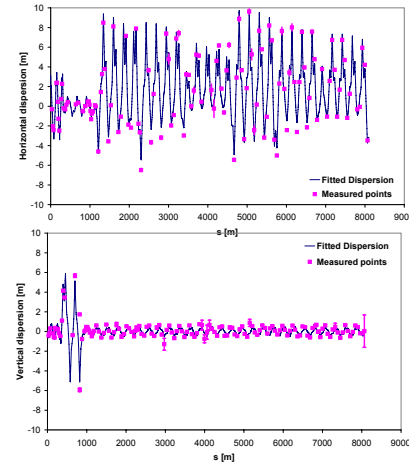 10
8
6
4
2
0
-2
-4
-6
-8
-10
Horizontal dispersion [m]
Fitted Dispersion
Measured points
0 1000 2000 3000 4000 5000 6000 7000 8000 9000
s [m]
10
8
6
4
2
0
-2
-4
-6
-8
-10
Vertical dispersion [m]
Fitted Dispersion
Measured points
0 1000 2000 3000 4000 5000 6000 7000 8000 9000
s [m]